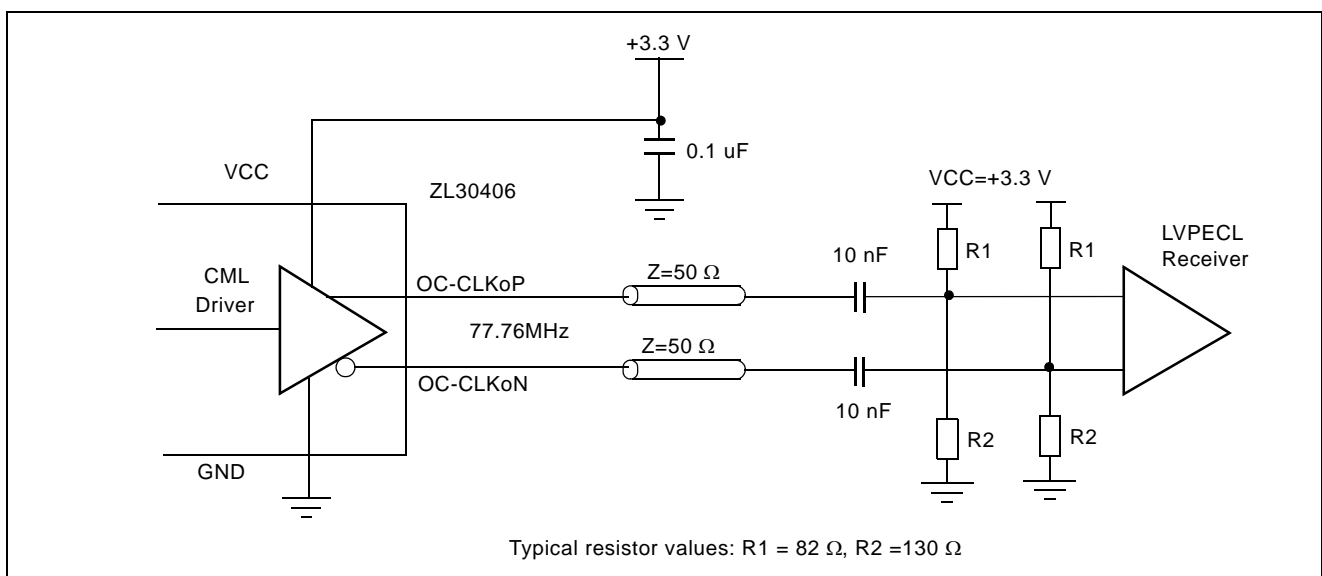 +3.3 V
0.1 uF
VCC
ZL30406
VCC=+3.3 V
R1
R1
LVPECL
Receiver
10 nF
CML
Driver
OC-CLKoP
Z=50 Ω
77.76MHz
Z=50 Ω
OC-CLKoN
10 nF
R2
R2
GND
Typical resistor values: R1 = 82 Ω, R2 =130 Ω